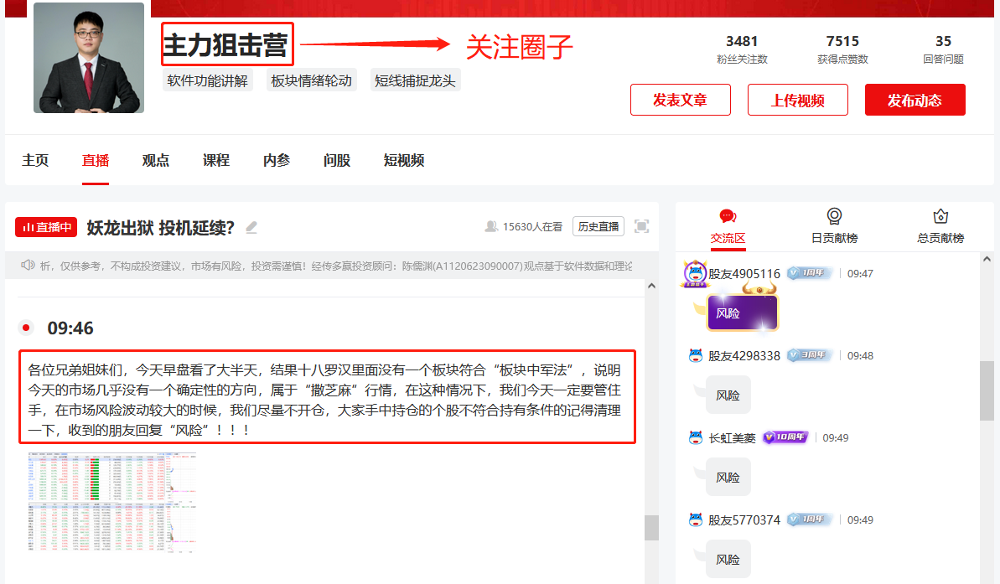 主力狙击营
关注圈子
软件功能讲解 板块情绪轮动 短线捕捉龙头
3481 7515 35
粉丝关注数 获得点赞数 回答问题
发表文章 上传视频 发布动态
主页 直播 观点 课程 内参 问股 短视频
直播中 妖龙出狱 投机延续?
15630人在看 历史直播
析，仅供参考，不构成投资建议，市场有风险，投资需谨慎！经传多赢投资顾问：陈儒渊(A1120623090007)观点基于软件数据和理论
09:46
各位兄弟姐妹们，今天早盘看了大半天，结果十八罗汉里面没有一个板块符合“板块中军法”，说明
今天的市场几乎没有一个确定性的方向，属于“撒芝麻”行情，在这种情况下，我们今天一定要管住
手，在市场风险波动较大的时候，我们尽量不开仓，大家手中持仓的个股不符合持有条件的记得清理
一下，收到的朋友回复“风险”！！！
交流区 日贡献榜 总贡献榜
股友4905116 1周年 09:47
风险
股友4298338 3周年 09:48
风险
长虹美菱 10周年 09:49
风险
股友5770374 1周年 09:49
风险